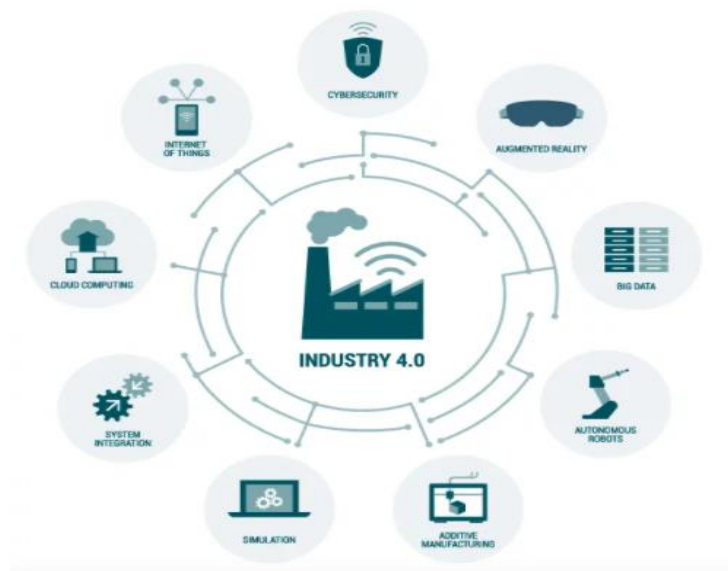 CYBERSECURITY
AUGMENTED REALITY
BIG DATA
AUTONOMOUS
ROBOTS
ADDITIVE
MANUFACTURING
SIMULATION
SYSTEM
INTEGRATION
CLOUD COMPUTING
INTERNET
OF THINGS
INDUSTRY 4.0